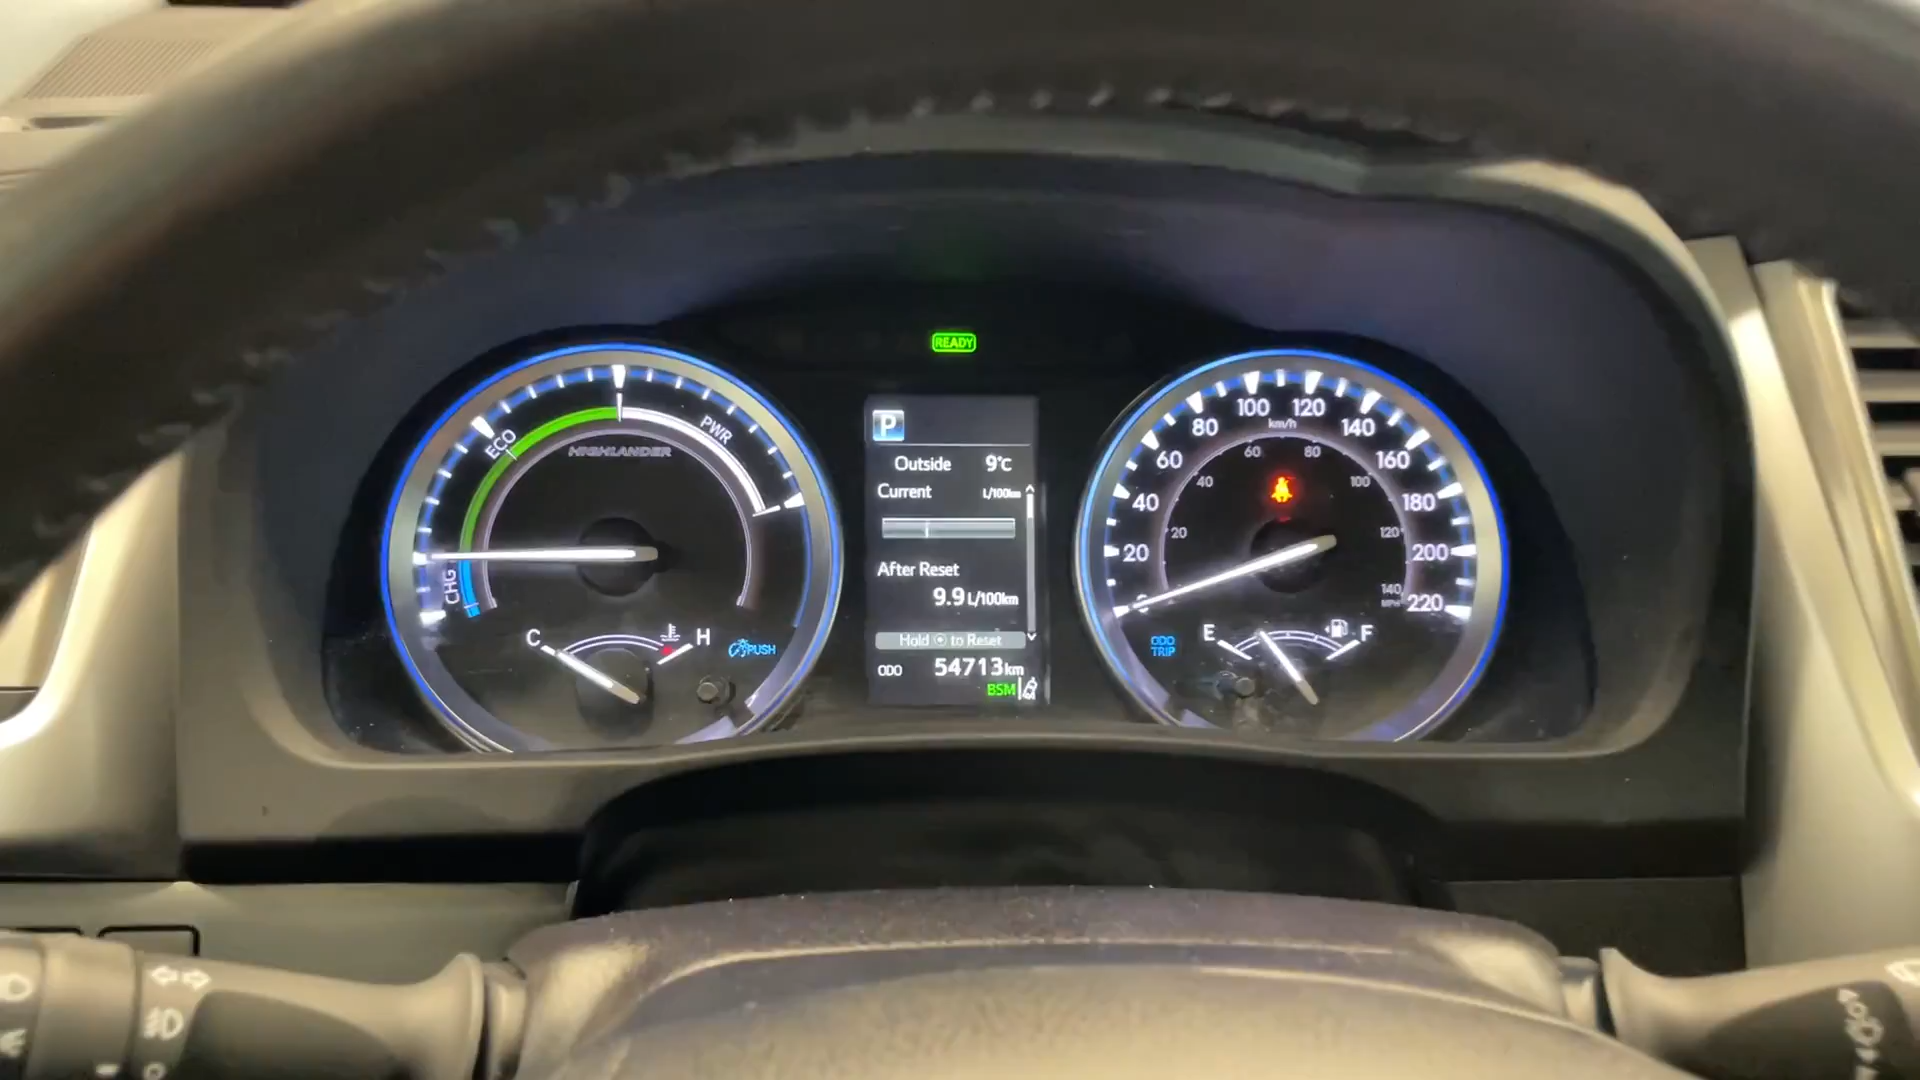 READY
ECO
PWR
HIGHLANDER
CHG
C
H
PUSH
P
Outside 9°C
Current L/100km
After Reset
9.9 L/100km
Hold ⊙ to Reset
ODO 54713 km
BSM
0
20
40
60
80
100
120
140
160
180
200
220
km/h
20
40
60
80
100
120
140
MPH
ODO
TRIP
E
F